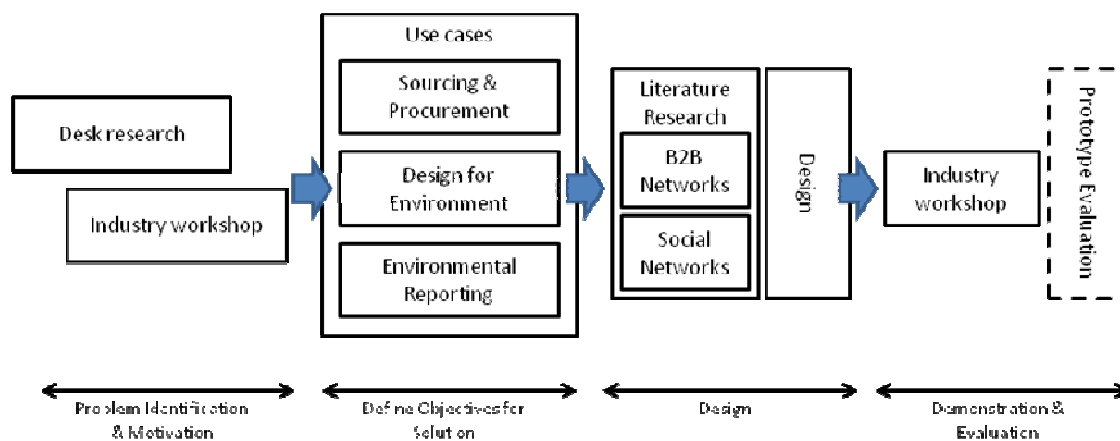 Desk research
Industry workshop
Use cases
Sourcing &
Procurement
Design for
Environment
Environmental
Reporting
Literature
Research
B2B
Networks
Social
Networks
Design
Industry
workshop
Prototype Evaluation
Problem Identification
& Motivation
Define Objectives for
Solution
Design
Demonstration &
Evaluation